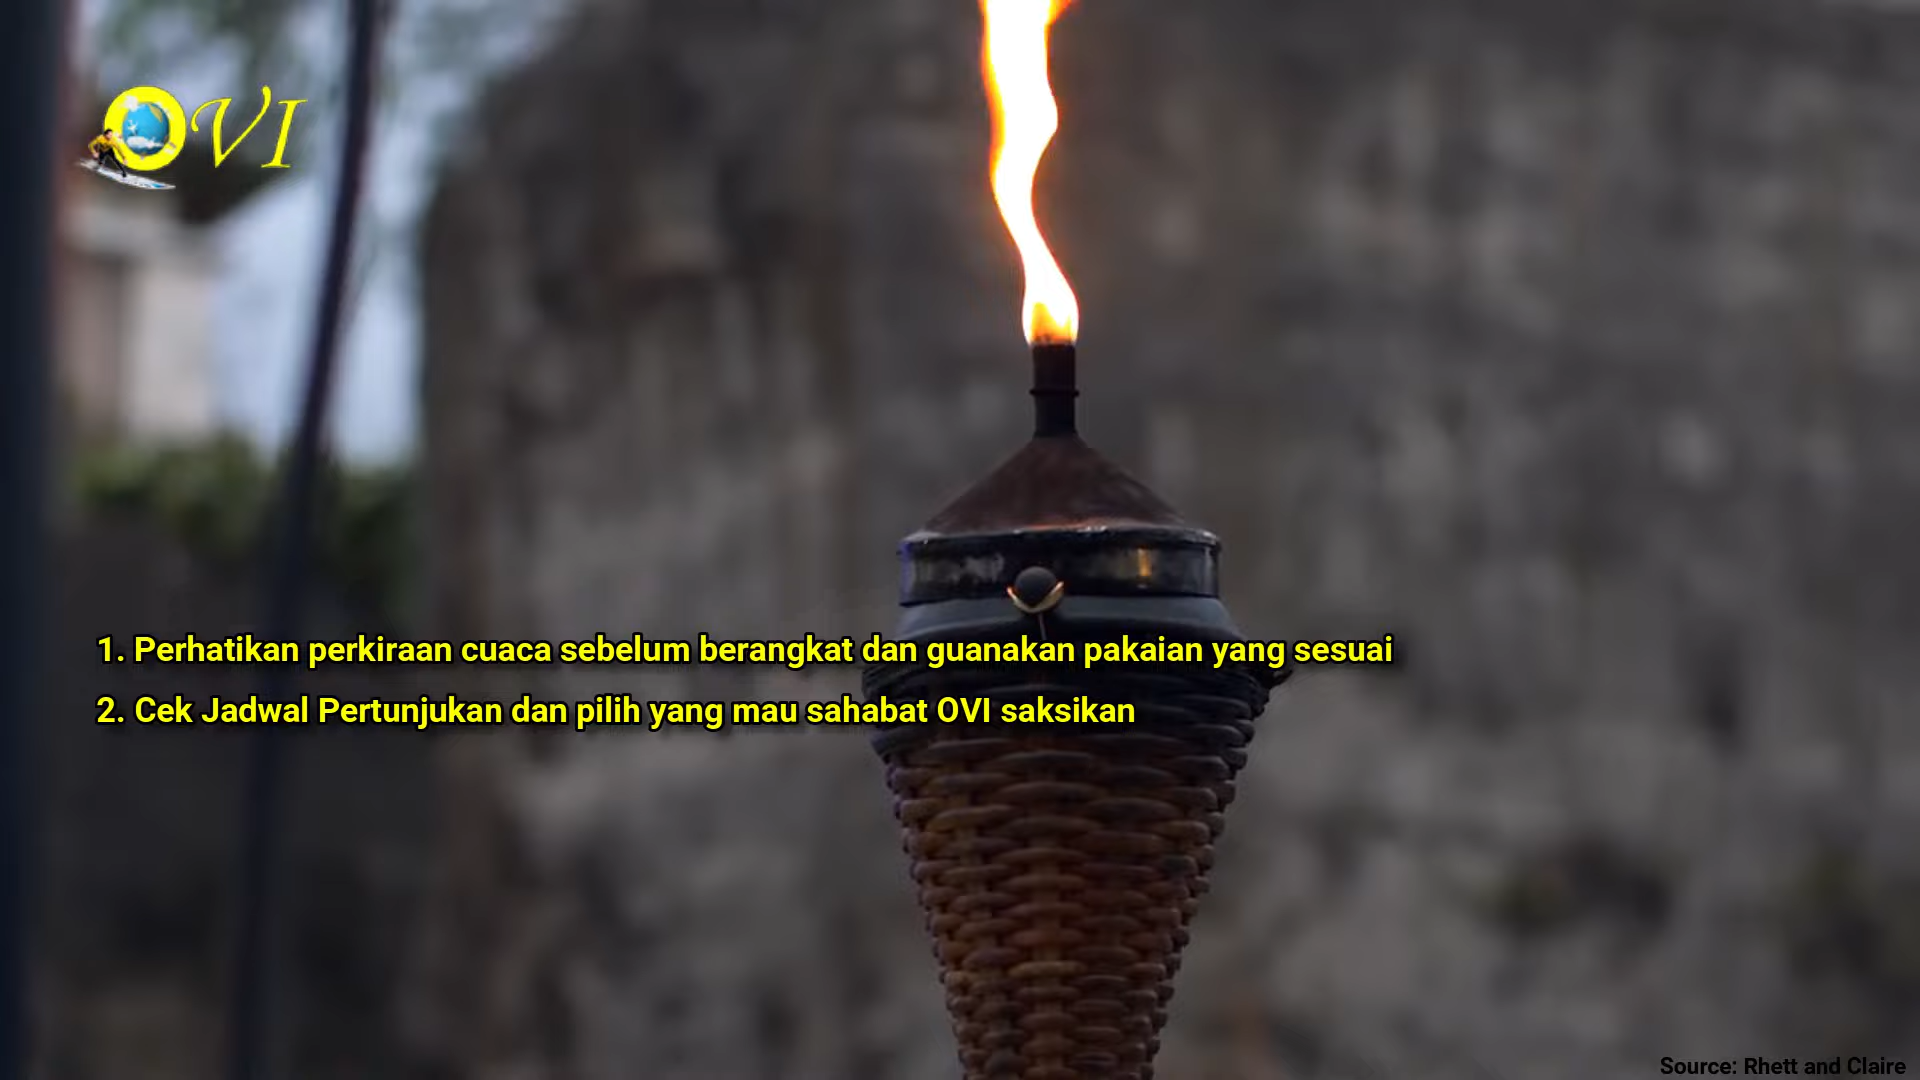 OVI
1. Perhatikan perkiraan cuaca sebelum berangkat dan guanakan pakaian yang sesuai
2. Cek Jadwal Pertunjukan dan pilih yang mau sahabat OVI saksikan
Source: Rhett and Claire